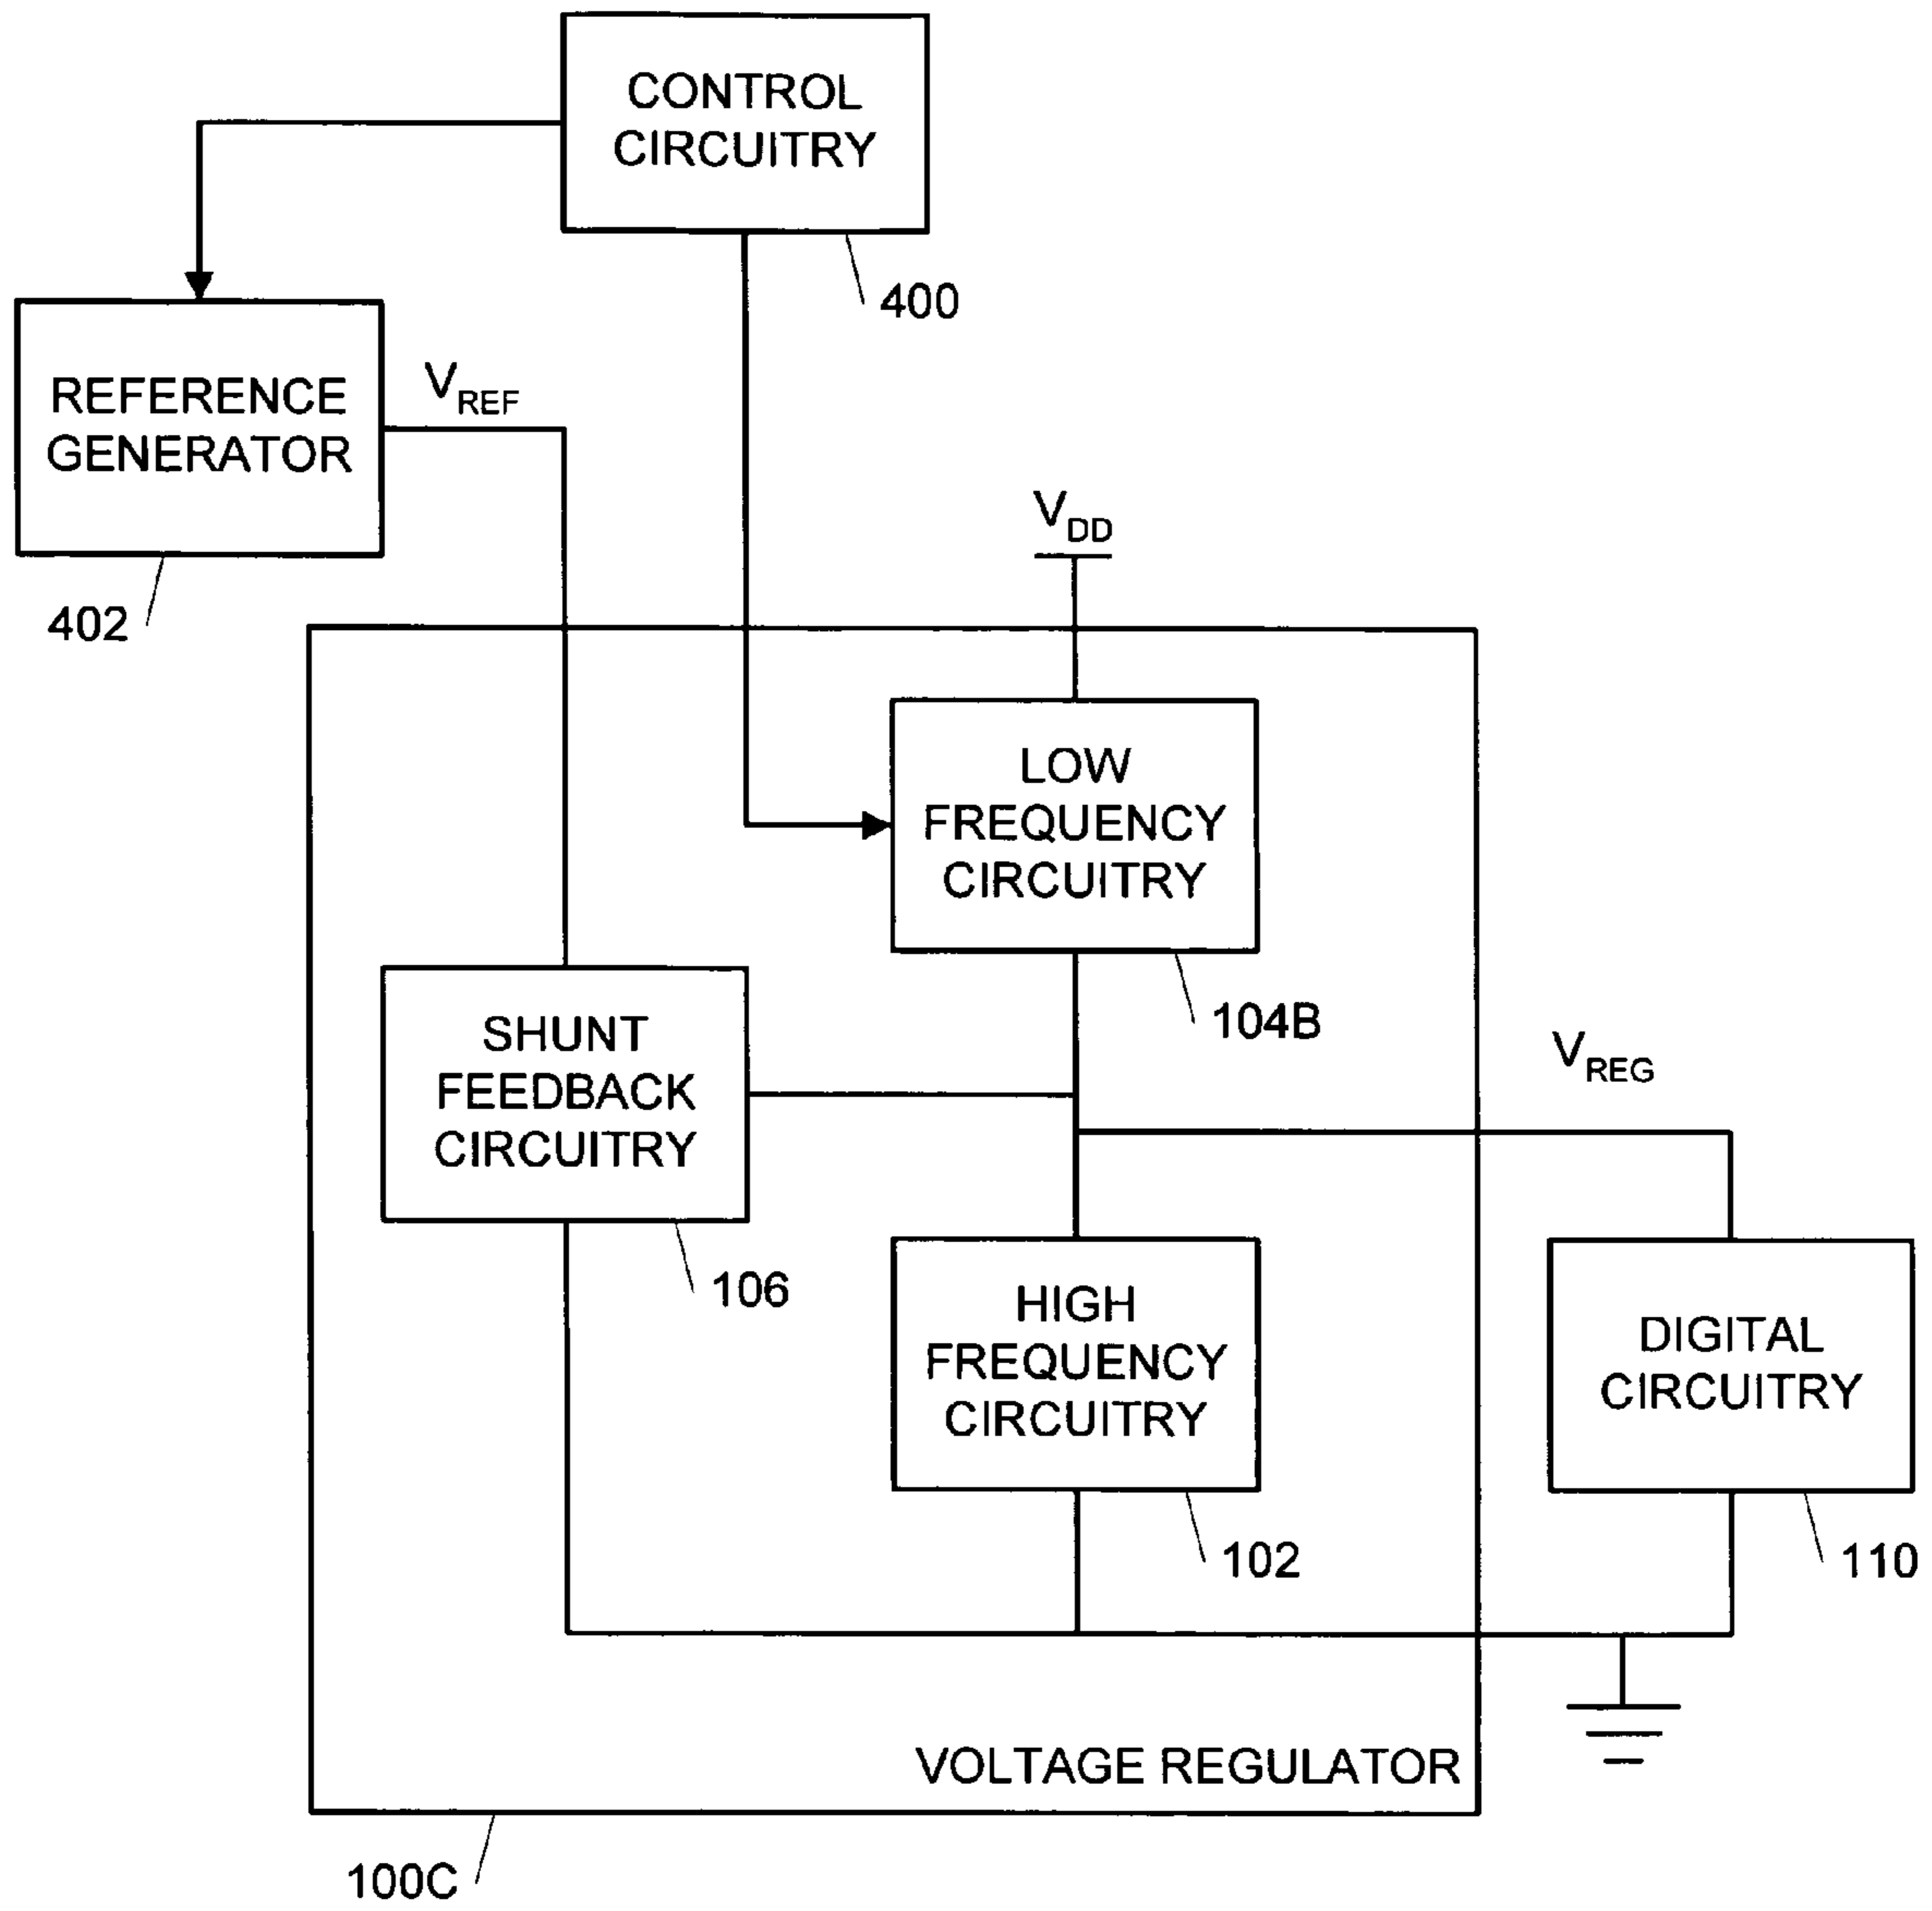 CONTROL
CIRCUITRY
400
REFERENCE
GENERATOR
402
VREF
VDD
LOW
FREQUENCY
CIRCUITRY
104B
SHUNT
FEEDBACK
CIRCUITRY
106
VREG
HIGH
FREQUENCY
CIRCUITRY
102
DIGITAL
CIRCUITRY
110
VOLTAGE REGULATOR
100C